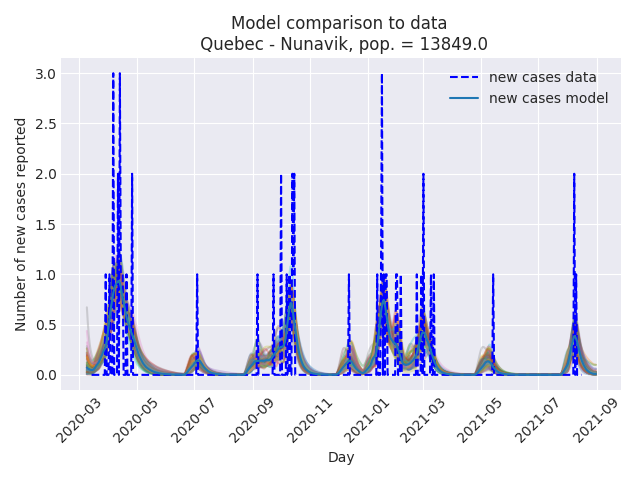 Model comparison to data
Quebec - Nunavik, pop. = 13849.0
new cases data
new cases model
Number of new cases reported
3.0
2.5
2.0
1.5
1.0
0.5
0.0
2020-03
2020-05
2020-07
2020-09
2020-11
2021-01
2021-03
2021-05
2021-07
2021-09
Day